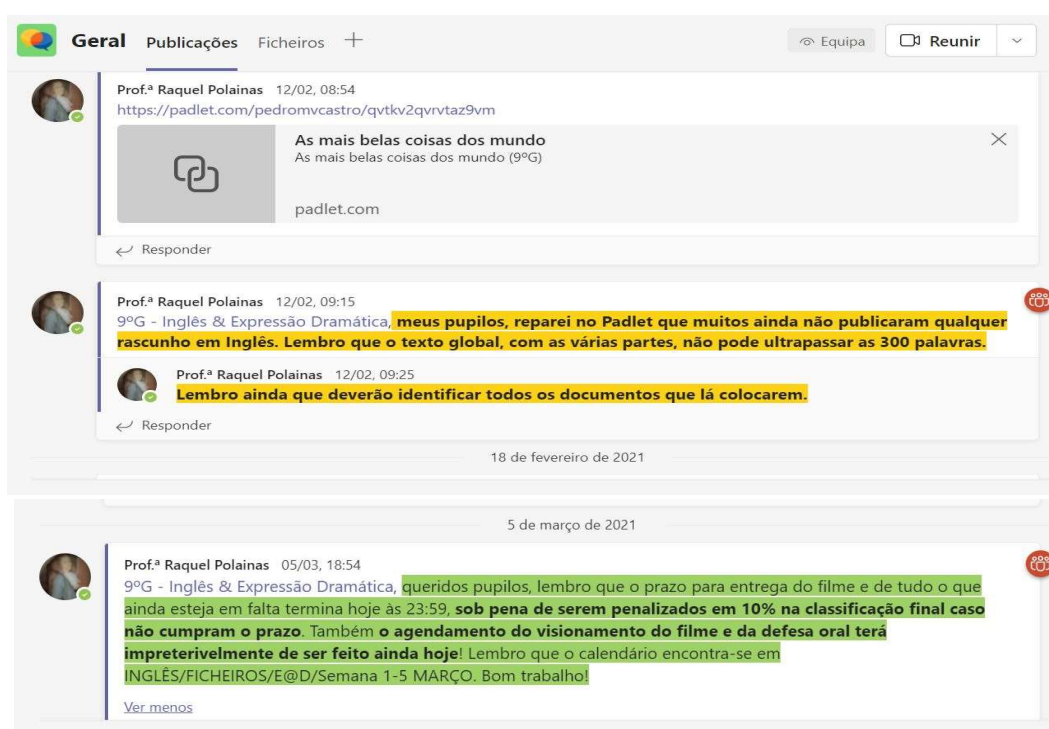 Geral Publicações Ficheiros Equipa Reunir
Prof.ª Raquel Polainas 12/02, 08:54
https://padlet.com/pedromvcastro/qvtkv2qvrvtaz9vm
As mais belas coisas dos mundo
As mais belas coisas dos mundo (9ºG)
padlet.com
Responder
Prof.ª Raquel Polainas 12/02, 09:15
9ºG - Inglês & Expressão Dramática, meus pupilos, reparei no Padlet que muitos ainda não publicaram qualquer
rascunho em Inglês. Lembro que o texto global, com as várias partes, não pode ultrapassar as 300 palavras.
Prof.ª Raquel Polainas 12/02, 09:25
Lembro ainda que deverão identificar todos os documentos que lá colocarem.
Responder
18 de fevereiro de 2021
5 de março de 2021
Prof.ª Raquel Polainas 05/03, 18:54
9ºG - Inglês & Expressão Dramática, queridos pupilos, lembro que o prazo para entrega do filme e de tudo o que
ainda esteja em falta termina hoje às 23:59, sob pena de serem penalizados em 10% na classificação final caso
não cumpram o prazo. Também o agendamento do visionamento do filme e da defesa oral terá
impreterivelmente de ser feito ainda hoje! Lembro que o calendário encontra-se em
INGLÊS/FICHEIROS/E@D/Semana 1-5 MARÇO. Bom trabalho!
Ver menos